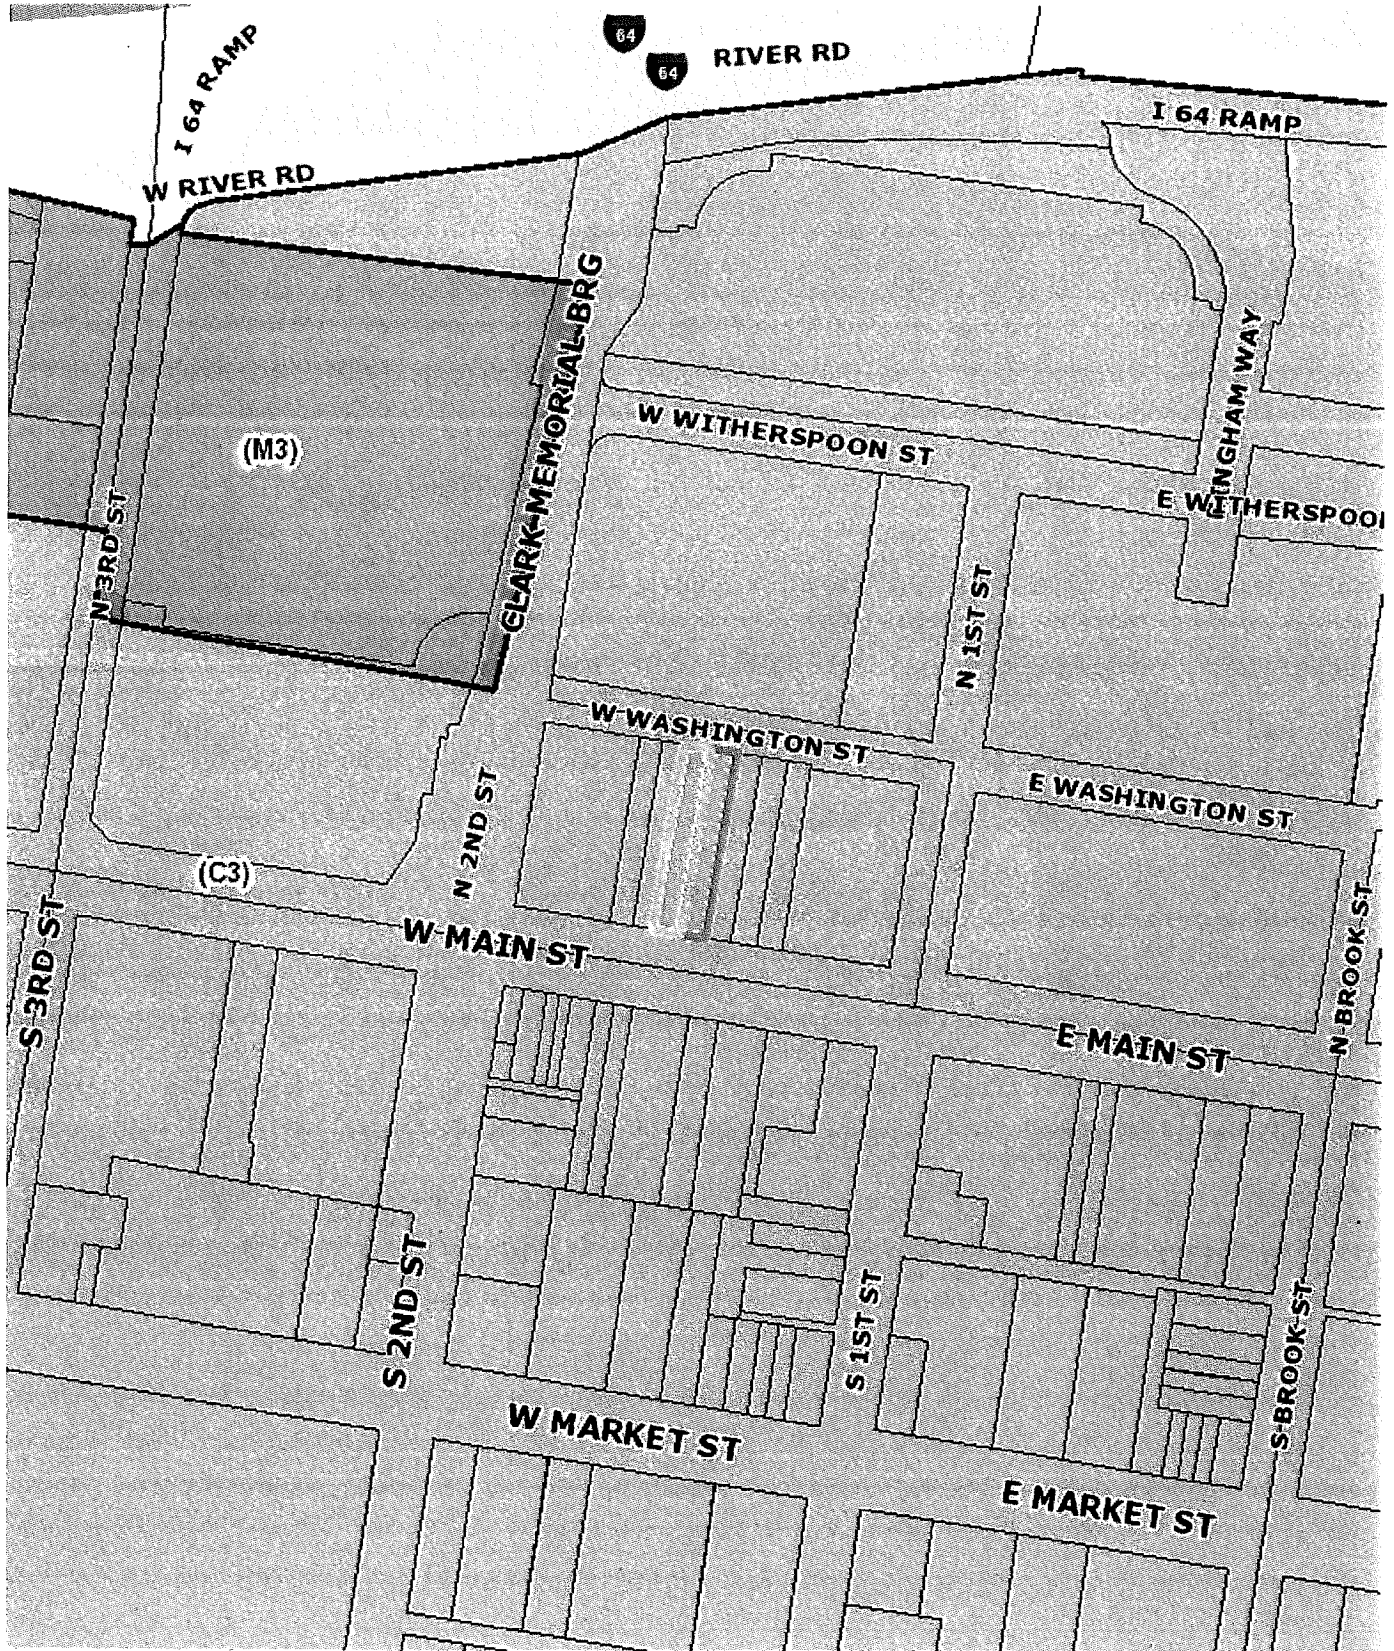 64
64
RIVER RD
I 64 RAMP
I 64 RAMP
W RIVER RD
CLARK MEMORIAL BRG
W WITHERSPOON ST
(M3)
E WITHERSPOO
N 3RD ST
N 1ST ST
W WASHINGTON ST
E WASHINGTON ST
N 2ND ST
(C3)
W MAIN ST
S 3RD ST
N BROOK ST
E MAIN ST
S 2ND ST
S 1ST ST
S BROOK ST
W MARKET ST
E MARKET ST